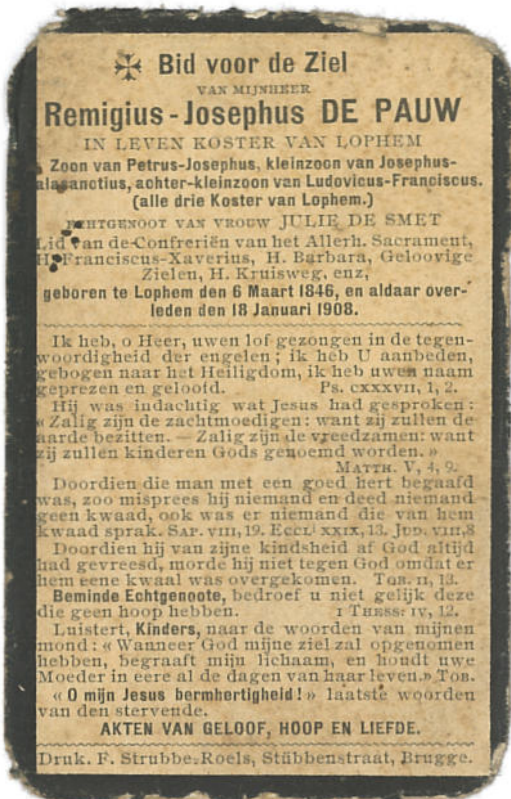 Bid voor de Ziel
VAN MIJNHEER
Remigius-Josephus DE PAUW
IN LEVEN KOSTER VAN LOPHEM
Zoon van Petrus-Josephus, kleinzoon van Josephus-
alasanctius, achter-kleinzoon van Ludovicus-Franciscus.
(alle drie Koster van Lophem.)
ECHTGENOOT VAN VROUW JULIE DE SMET
Lid van de Confreriën van het Allerh. Sacrament,
H. Franciscus-Xaverius, H. Barbara, Geloovige
Zielen, H. Kruisweg, enz,
geboren te Lophem den 6 Maart 1846, en aldaar over-
leden den 18 Januari 1908.
Ik heb, o Heer, uwen lof gezongen in de tegen-
woordigheid der engelen; ik heb U aanbeden,
gebogen naar het Heiligdom, ik heb uwen naam
geprezen en geloofd. Ps. CXXXVII, 1, 2.
Hij was indachtig wat Jesus had gesproken:
« Zalig zijn de zachtmoedigen: want zij zullen de
aarde bezitten. — Zalig zijn de vreedzamen: want
zij zullen kinderen Gods genoemd worden. »
MATTH. V, 4, 9.
Doordien die man met een goed hert begaafd
was, zoo misprees hij niemand en deed niemand
geen kwaad, ook was er niemand die van hem
kwaad sprak. SAP. VIII, 19. ECCLI XXIX, 13. JUD. VIII, 8
Doordien hij van zijne kindsheid af God altijd
had gevreesd, morde hij niet tegen God omdat er
hem eene kwaal was overgekomen. TOB. II, 13.
Beminde Echtgenoote, bedroef u niet gelijk deze
die geen hoop hebben. I THESS. IV, 12.
Luistert, Kinders, naar de woorden van mijnen
mond: « Wanneer God mijne ziel zal opgenomen
hebben, begraaft mijn lichaam, en houdt uwe
Moeder in eere al de dagen van haar leven. » TOB.
« O mijn Jesus bermhertigheid! » laatste woorden
van den stervende.
AKTEN VAN GELOOF, HOOP EN LIEFDE.
Druk. F. Strubbe-Roels, Stübbenstraat, Brugge.